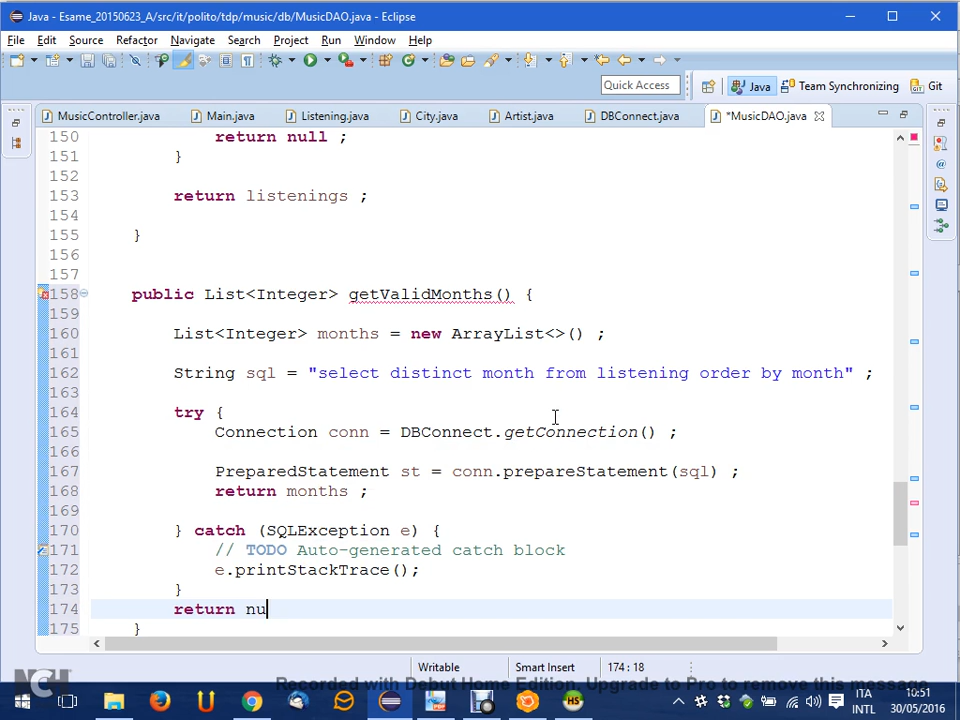 Java - Esame_20150623_A/src/it/polito/tdp/music/db/MusicDAO.java - Eclipse
File Edit Source Refactor Navigate Search Project Run Window Help
Quick Access Java Team Synchronizing Git
MusicController.java Main.java Listening.java City.java Artist.java DBConnect.java *MusicDAO.java
150 return null ;
151 }
152
153 return listenings ;
154
155 }
156
157
158 public List<Integer> getValidMonths() {
159
160 List<Integer> months = new ArrayList<>() ;
161
162 String sql = "select distinct month from listening order by month" ;
163
164 try {
165 Connection conn = DBConnect.getConnection() ;
166
167 PreparedStatement st = conn.prepareStatement(sql) ;
168 return months ;
169
170 } catch (SQLException e) {
171 // TODO Auto-generated catch block
172 e.printStackTrace();
173 }
174 return nu
175 }
Writable Smart Insert 174 : 18
NCH
Recorded with Debut Home Edition. Upgrade to Pro to remove this message
ITA 10:51
INTL 30/05/2016